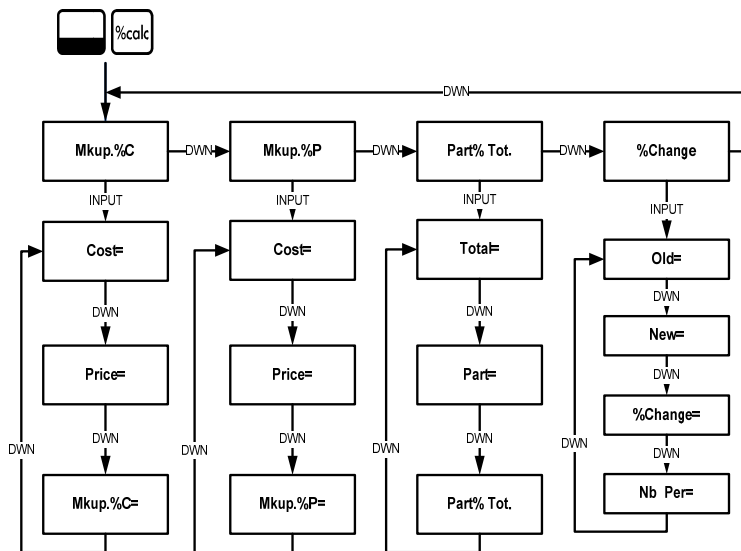 %calc
DWN
Mkup.%C DWN Mkup.%P DWN Part% Tot. DWN %Change
INPUT INPUT INPUT INPUT
Cost= Cost= Total= Old=
DWN DWN DWN DWN
Price= Price= Part= New=
DWN
%Change=
DWN DWN DWN DWN
DWN DWN DWN DWN
Mkup.%C= Mkup.%P= Part% Tot. Nb Per=